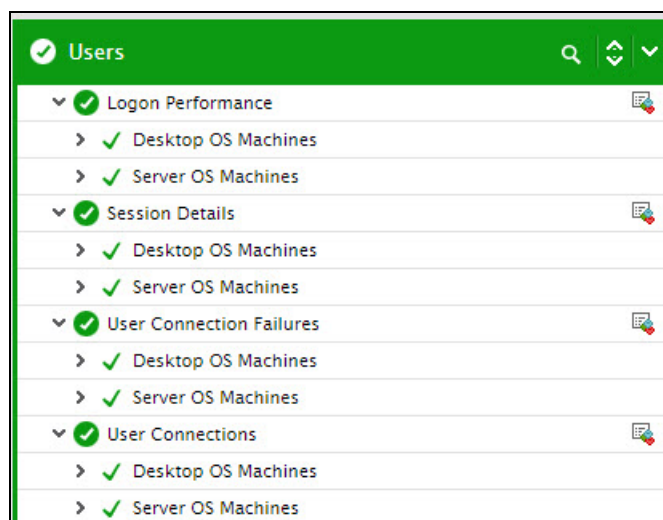 Users
Logon Performance
Desktop OS Machines
Server OS Machines
Session Details
Desktop OS Machines
Server OS Machines
User Connection Failures
Desktop OS Machines
Server OS Machines
User Connections
Desktop OS Machines
Server OS Machines